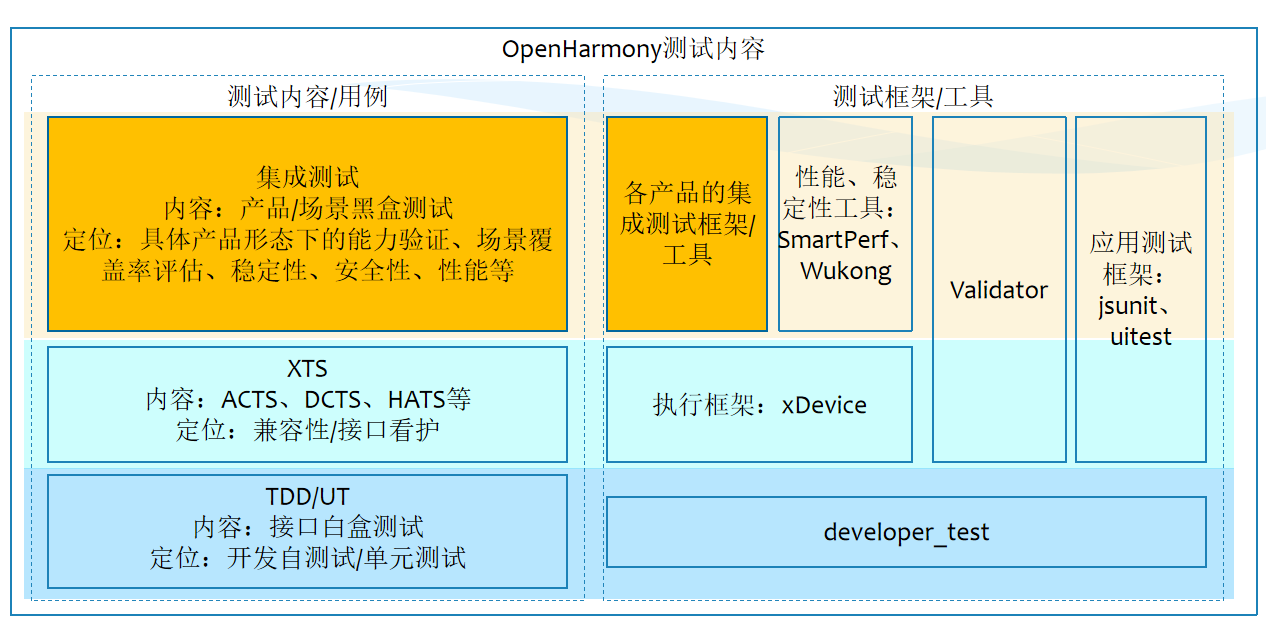 OpenHarmony测试内容
测试内容/用例
集成测试
内容：产品/场景黑盒测试
定位：具体产品形态下的能力验证、场景覆
盖率评估、稳定性、安全性、性能等
XTS
内容：ACTS、DCTS、HATS等
定位：兼容性/接口看护
TDD/UT
内容：接口白盒测试
定位：开发自测试/单元测试
测试框架/工具
各产品的集
成测试框架/
工具
性能、稳
定性工具：
SmartPerf、
Wukong
Validator
应用测试
框架：
jsunit、
uitest
执行框架：xDevice
developer_test